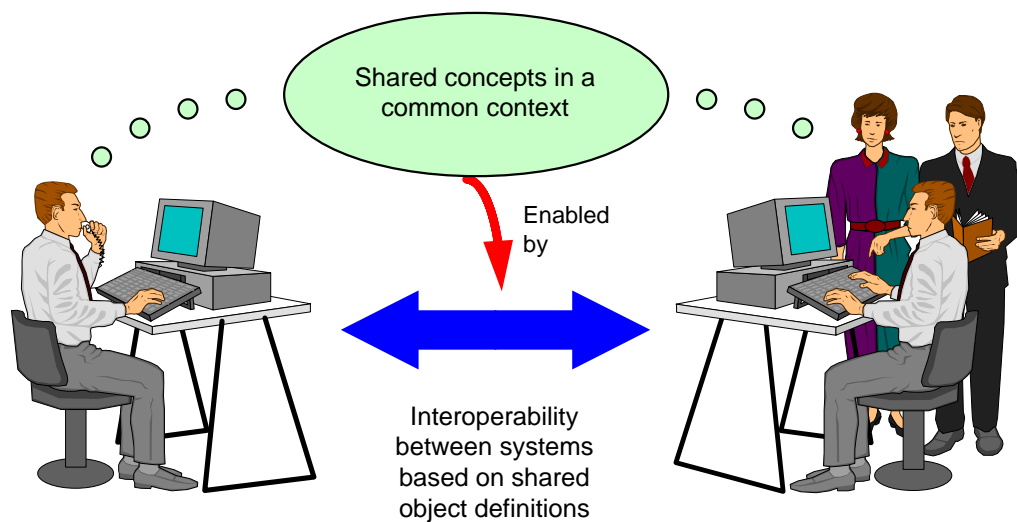 Shared concepts in a
common context
Enabled
by
Interoperability
between systems
based on shared
object definitions